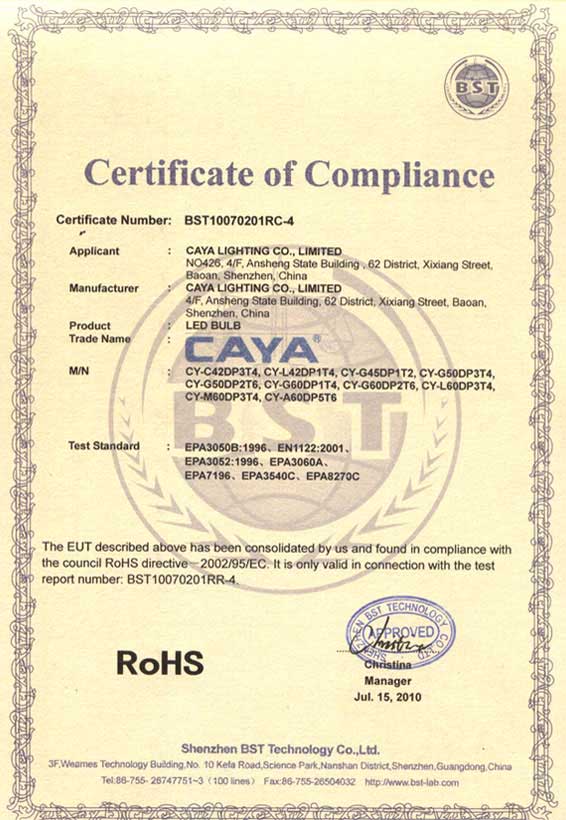 BST
Certificate of Compliance
Certificate Number: BST10070201RC-4
Applicant : CAYA LIGHTING CO., LIMITED
NO426, 4/F, Ansheng State Building , 62 District, Xixiang Street,
Baoan, Shenzhen, China
Manufacturer : CAYA LIGHTING CO., LIMITED
4/F, Ansheng State Building, 62 District, Xixiang Street, Baoan,
Shenzhen, China
Product : LED BULB
Trade Name : CAYA®
M/N : CY-C42DP3T4, CY-L42DP1T4, CY-G45DP1T2, CY-G50DP3T4,
CY-G50DP2T6, CY-G60DP1T4, CY-G60DP2T6, CY-L60DP3T4,
CY-M60DP3T4, CY-A60DP5T6
BST
Test Standard : EPA3050B:1996、EN1122:2001、
EPA3052:1996、EPA3060A、
EPA7196、EPA3540C、EPA8270C
The EUT described above has been consolidated by us and found in compliance with
the council RoHS directive 2002/95/EC. It is only valid in connection with the test
report number: BST10070201RR-4.
SHENZHEN BST TECHNOLOGY CO.,LTD
APPROVED
RoHS
Christina
Manager
Jul. 15, 2010
Shenzhen BST Technology Co.,Ltd.
3F,Weames Technology Building,No. 10 Kefa Road,Science Park,Nanshan District,Shenzhen,Guangdong,China
Tel:86-755- 26747751~3（100 lines） Fax:86-755-26504032 http://www.bst-lab.com